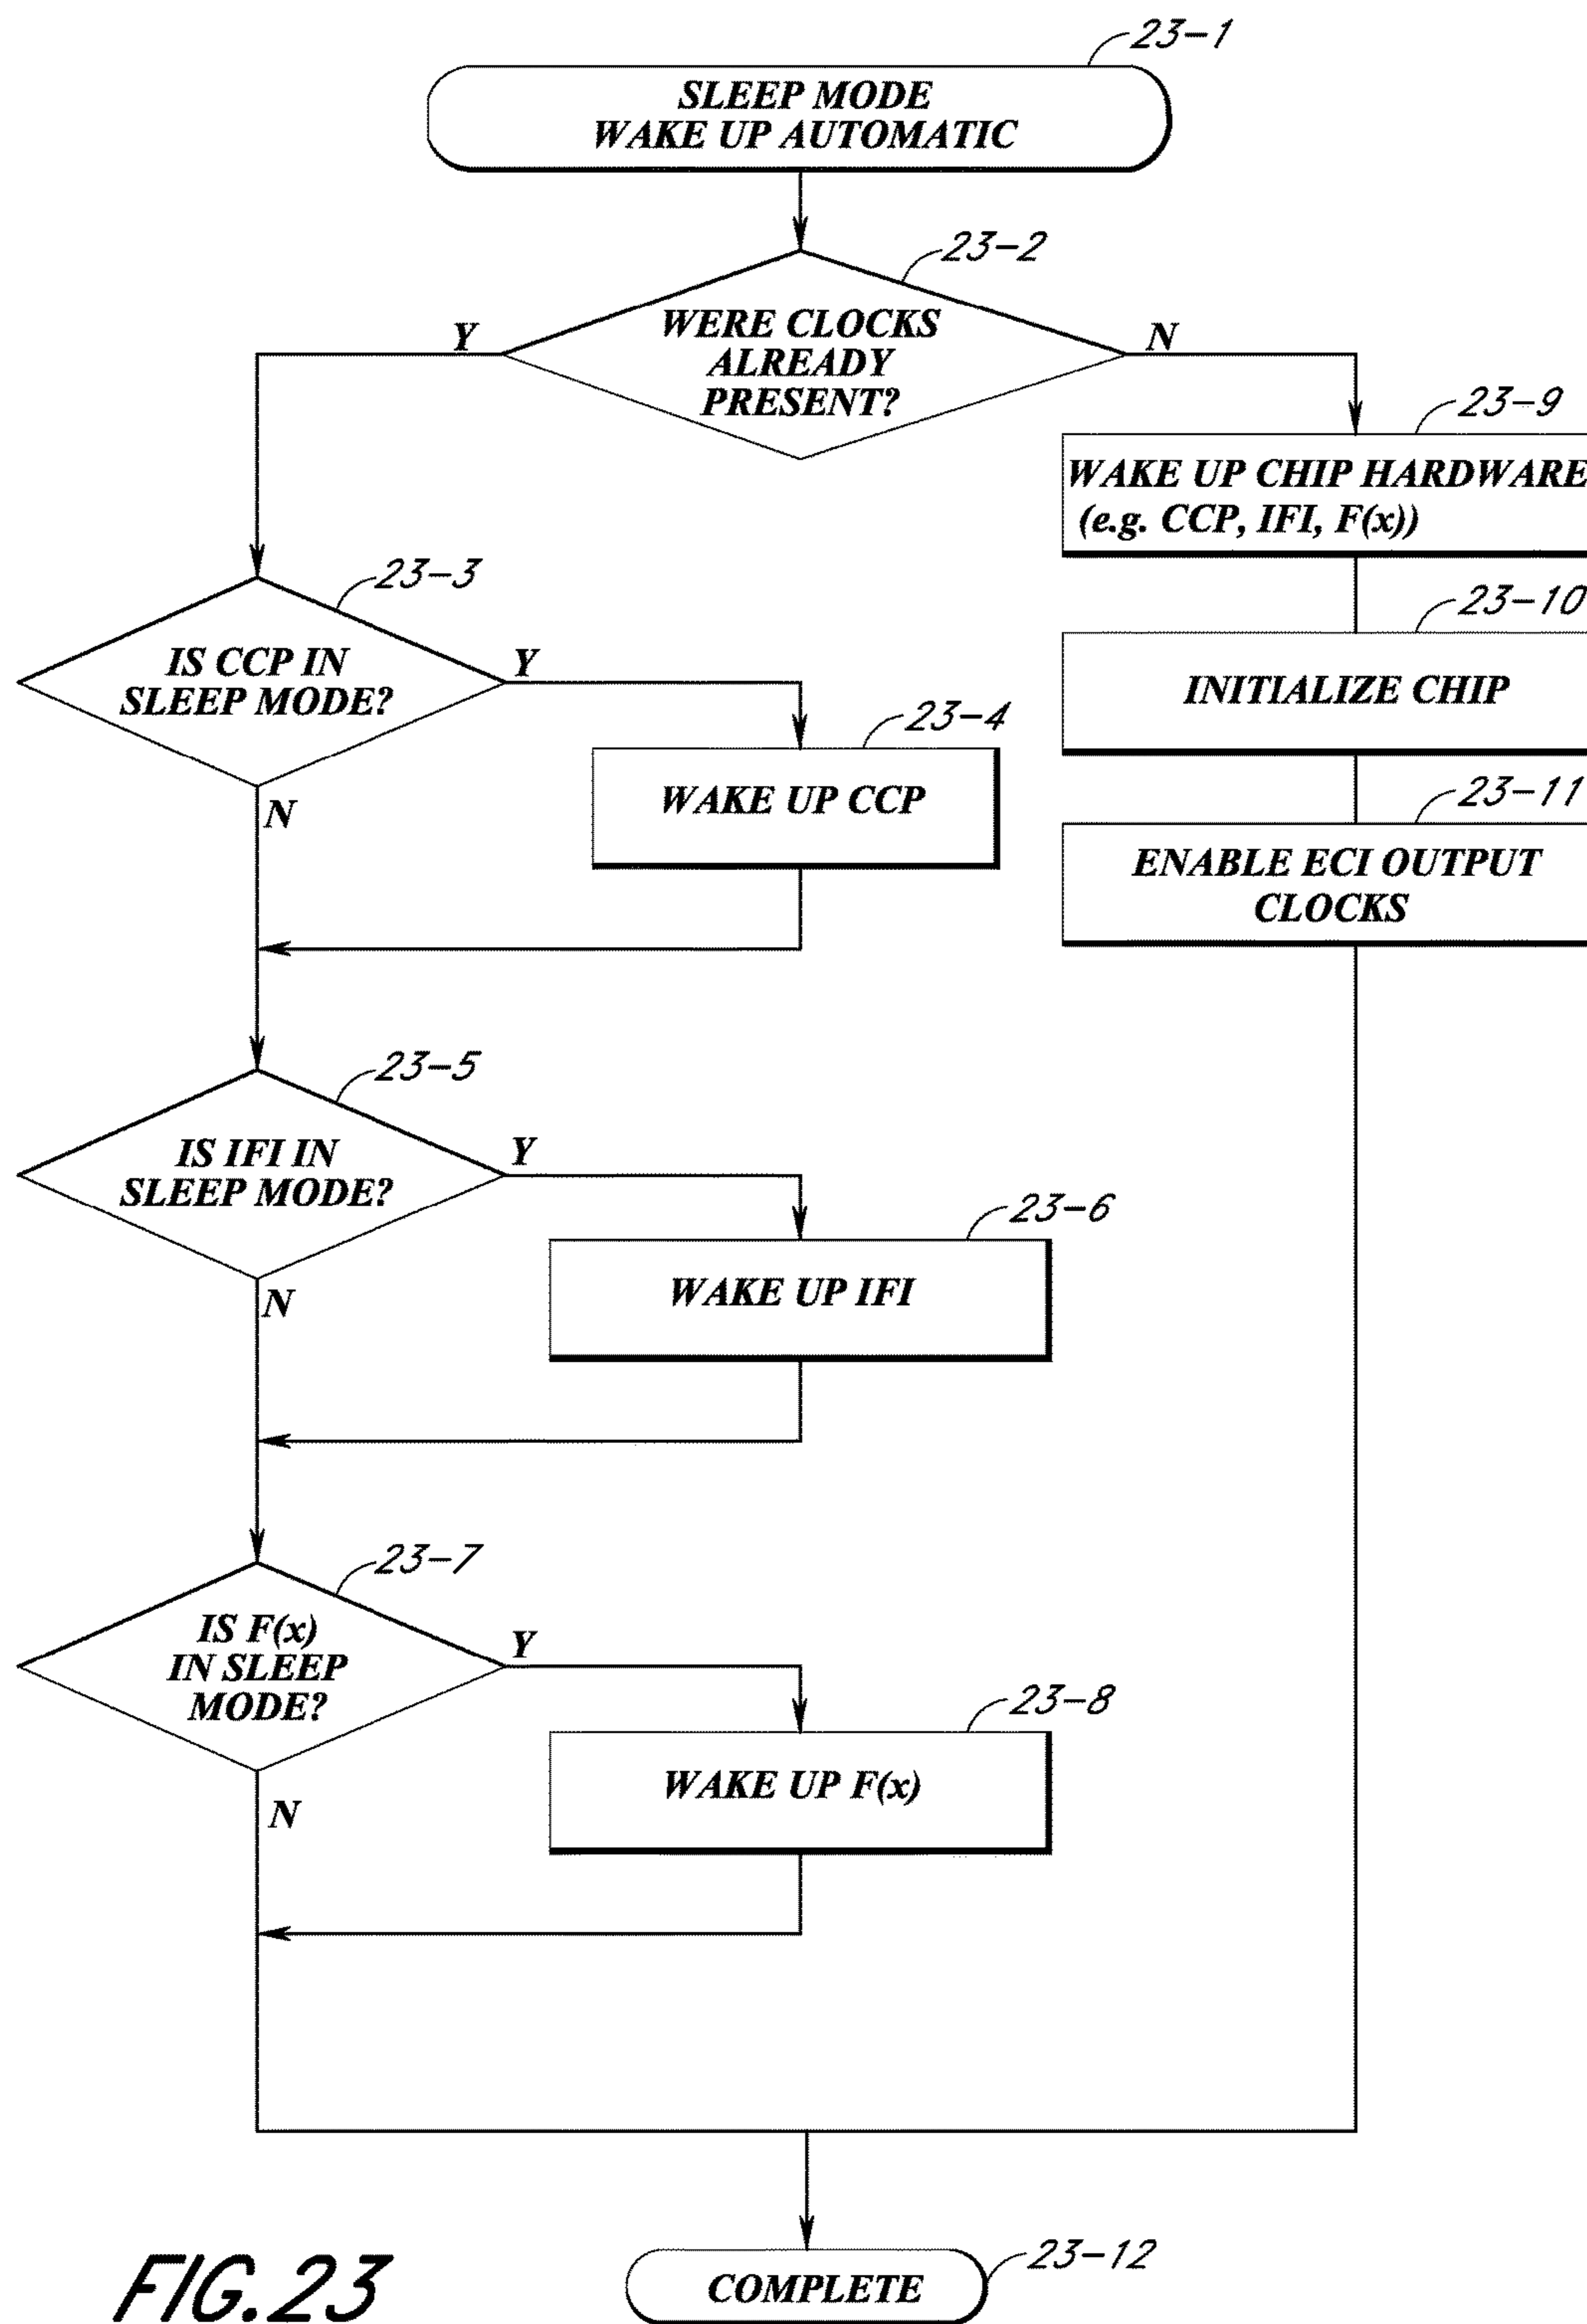 23-1
SLEEP MODE
WAKE UP AUTOMATIC
23-2
WERE CLOCKS
ALREADY
PRESENT?
Y
N
23-9
WAKE UP CHIP HARDWARE
(e.g. CCP, IFI, F(x))
23-3
IS CCP IN
SLEEP MODE?
Y
N
23-10
INITIALIZE CHIP
23-4
WAKE UP CCP
23-11
ENABLE ECI OUTPUT
CLOCKS
23-5
IS IFI IN
SLEEP MODE?
Y
N
23-6
WAKE UP IFI
23-7
IS F(x)
IN SLEEP
MODE?
Y
N
23-8
WAKE UP F(x)
23-12
COMPLETE
FIG.23